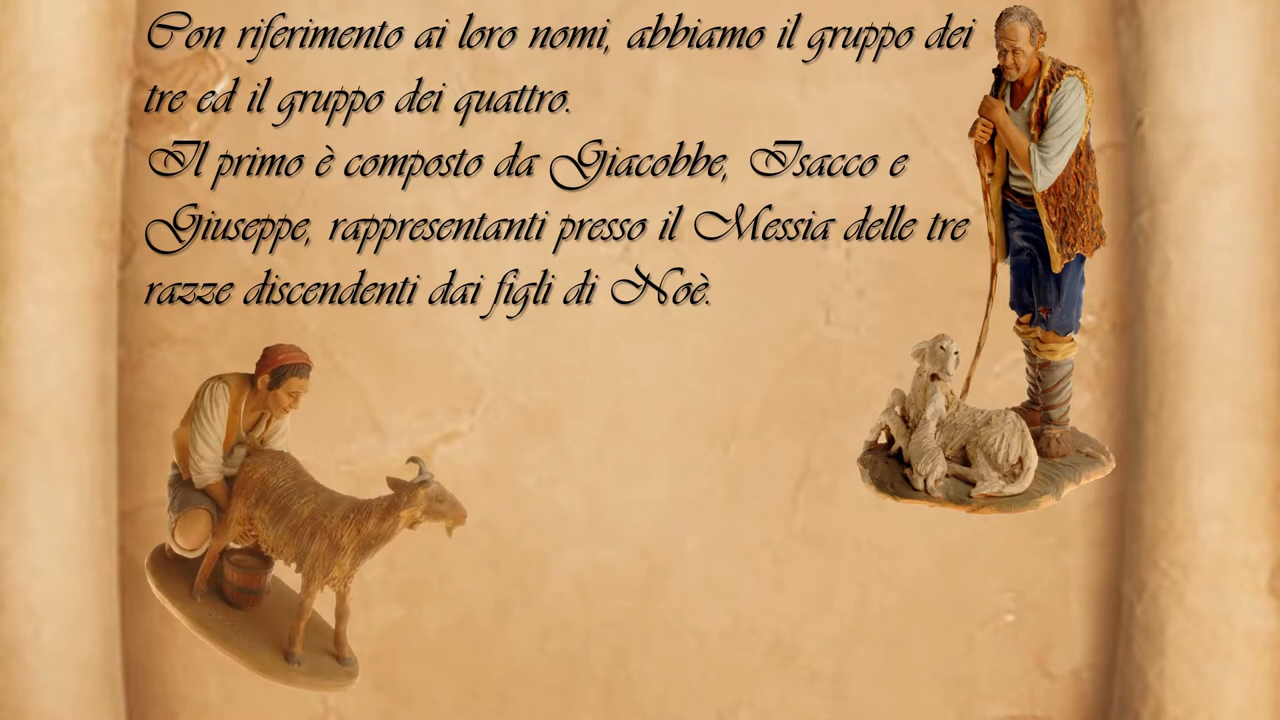 Con riferimento ai loro nomi, abbiamo il gruppo dei
tre ed il gruppo dei quattro.
Il primo è composto da Giacobbe, Isacco e
Giuseppe, rappresentanti presso il Messia delle tre
razze discendenti dai figli di Noè.